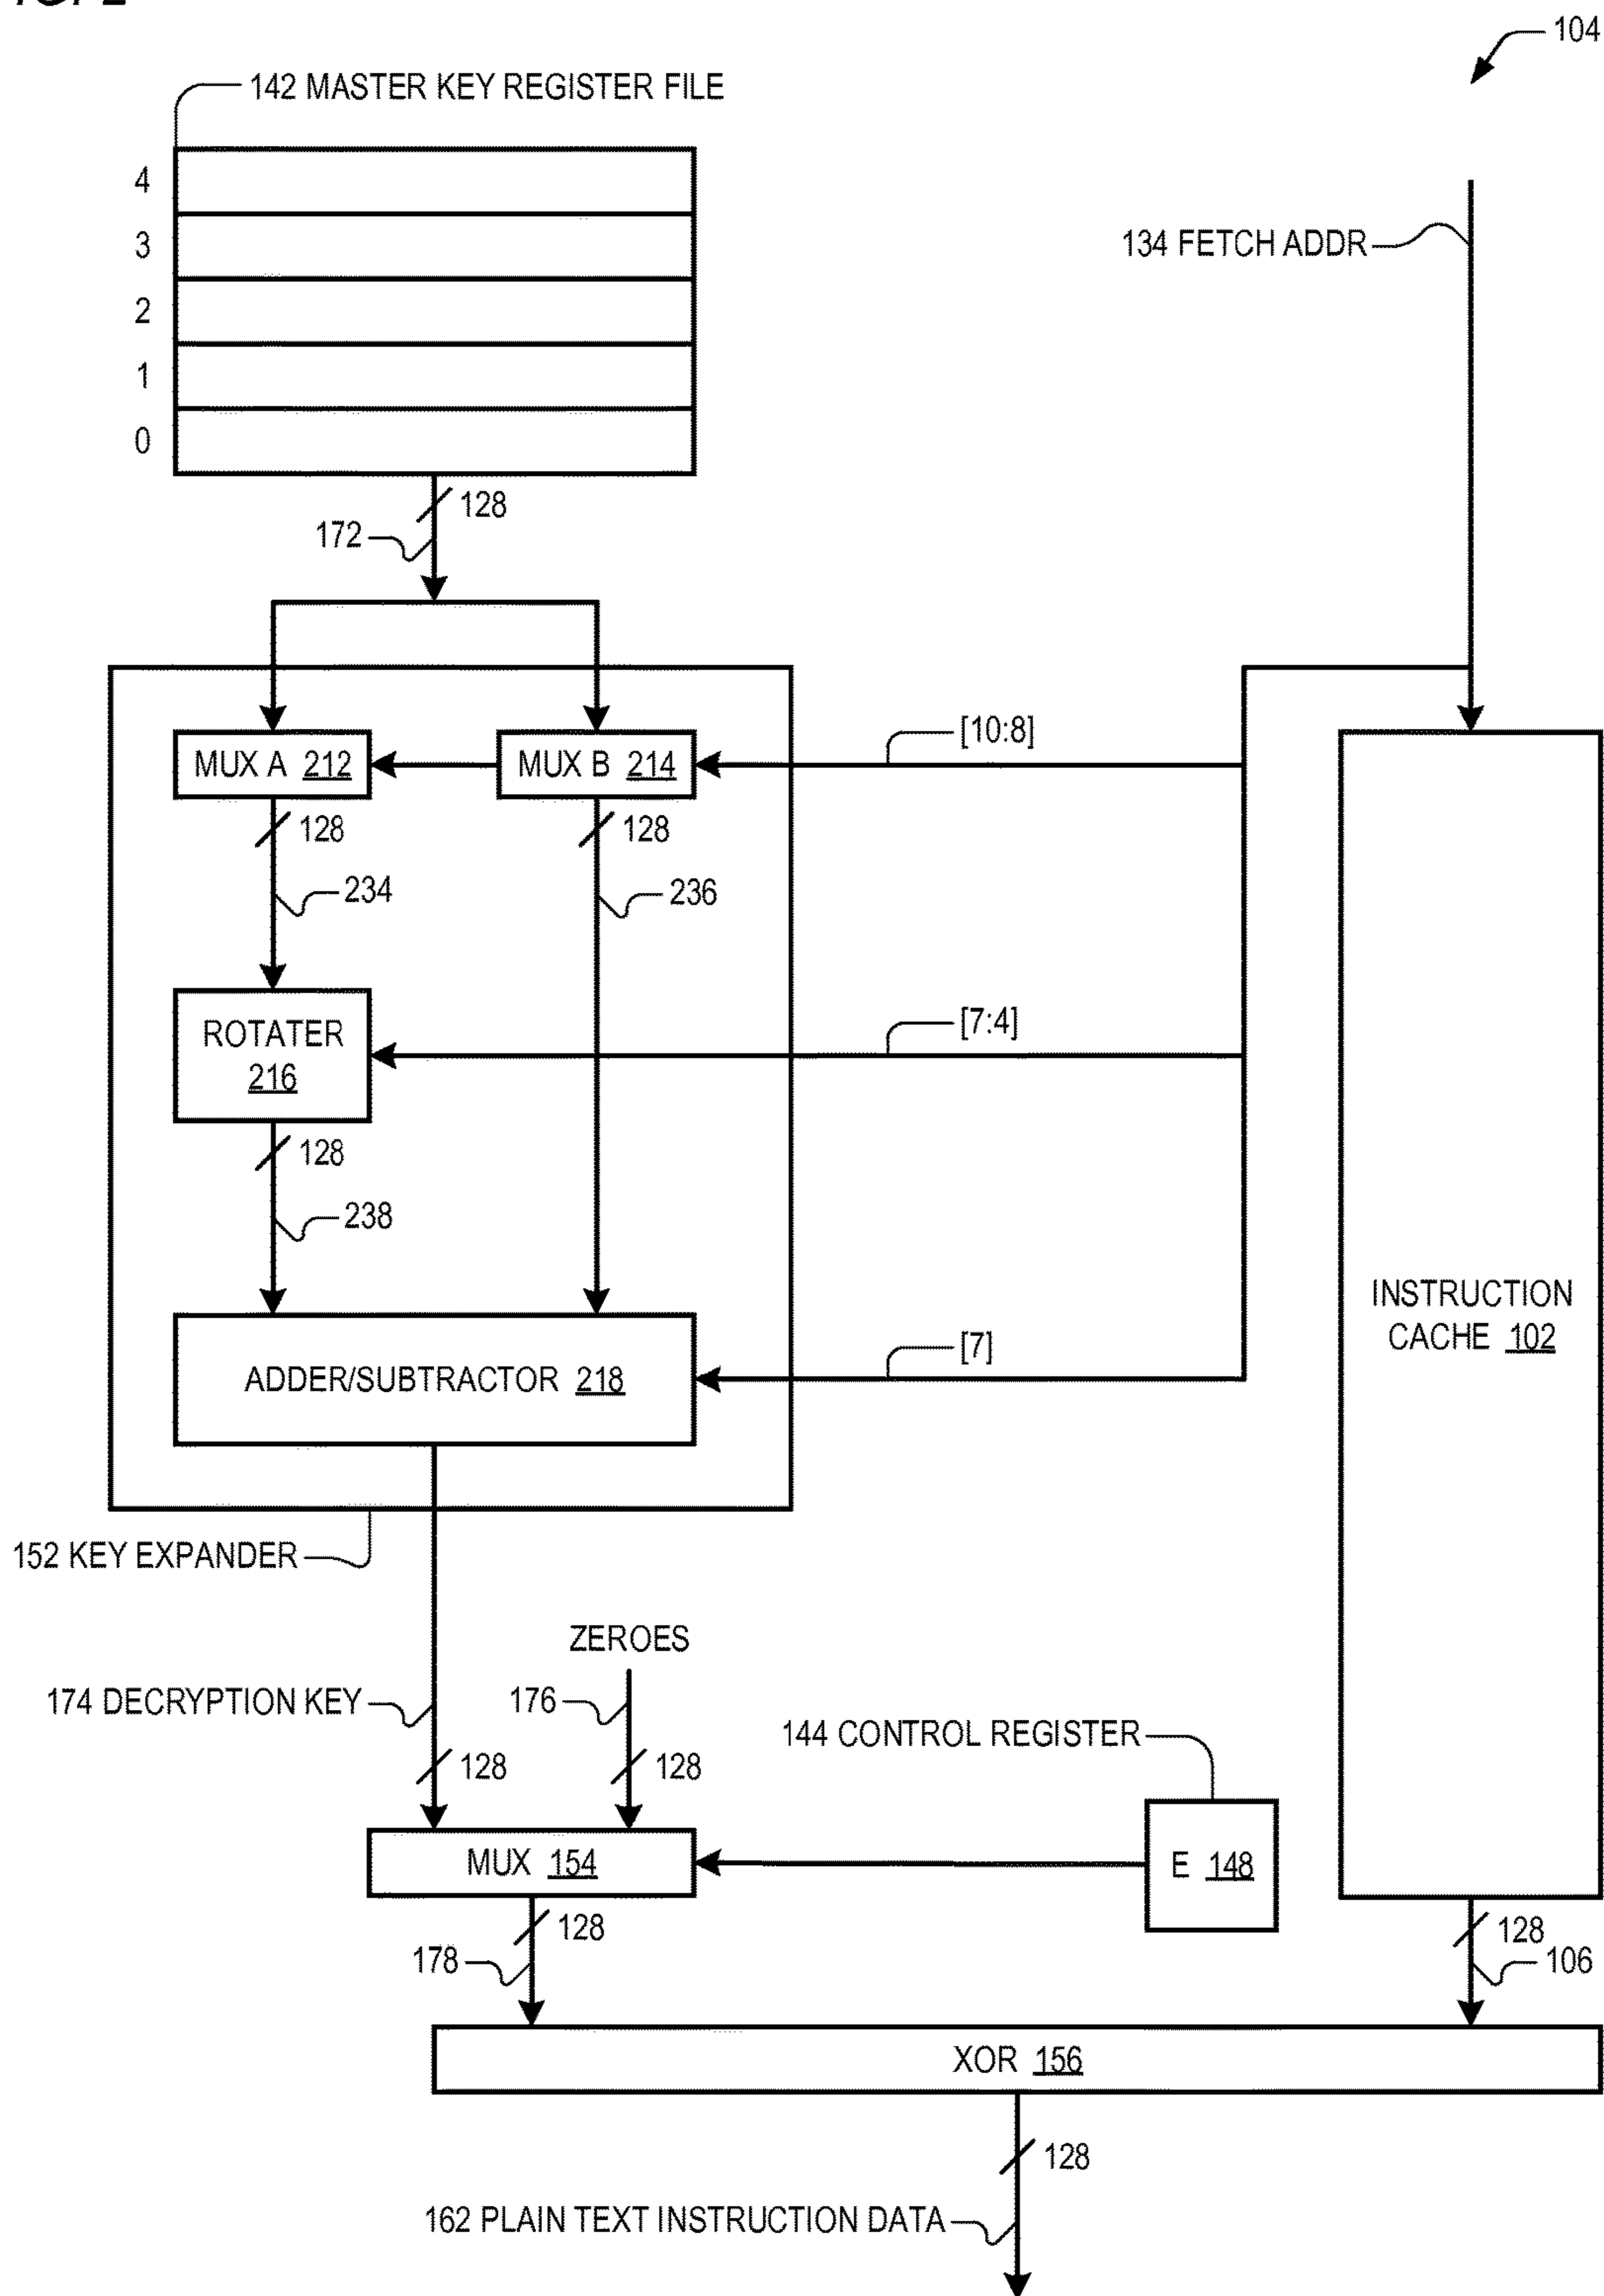 104
142 MASTER KEY REGISTER FILE
4
3
2
1
0
134 FETCH ADDR
128
172
MUX A 212
MUX B 214
[10:8]
128
128
234
236
ROTATER
216
[7:4]
128
238
INSTRUCTION
CACHE 102
ADDER/SUBTRACTOR 218
[7]
152 KEY EXPANDER
ZEROES
174 DECRYPTION KEY
176
144 CONTROL REGISTER
128
128
MUX 154
E 148
128
178
128
106
XOR 156
128
162 PLAIN TEXT INSTRUCTION DATA